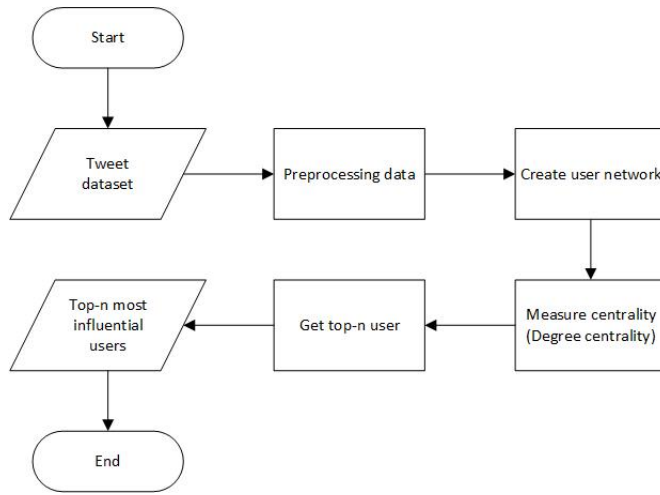 Start
Tweet
dataset
Preprocessing data
Create user network
Measure centrality
(Degree centrality)
Get top-n user
Top-n most
influential
users
End